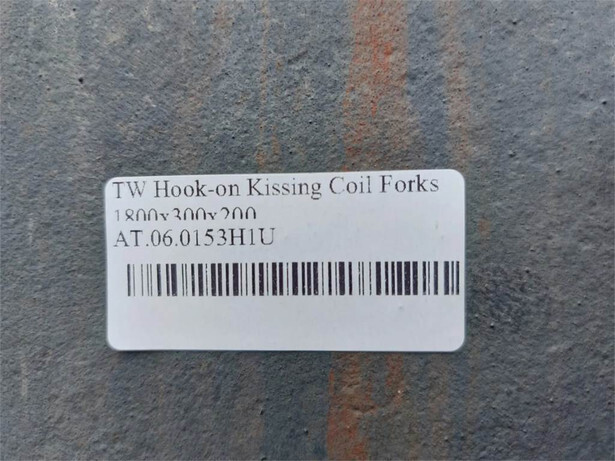 TW Hook-on Kissing Coil Forks
1800x300x200
AT.06.0153H1U